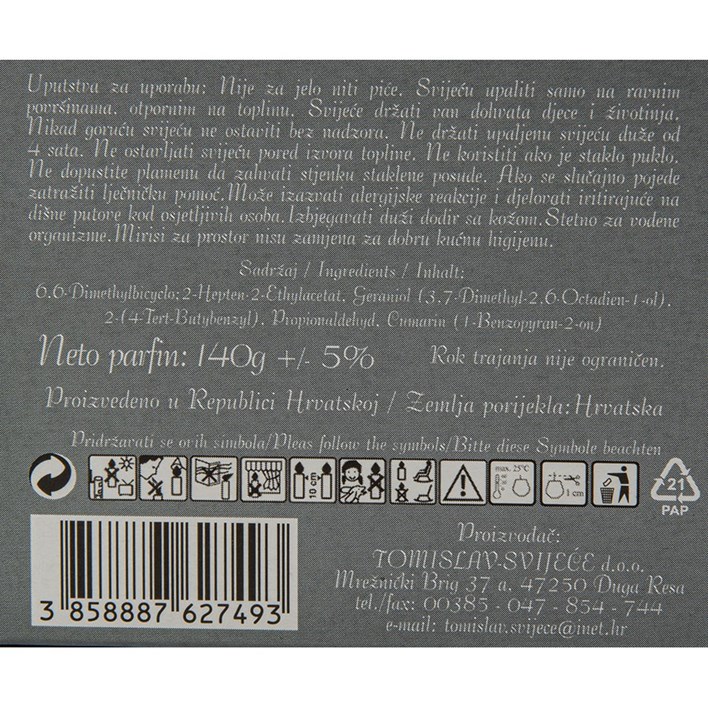 Uputstva za uporabu: Nije za jelo niti piće. Svijeću upaliti samo na ravnim
površinama, otpornim na toplinu. Svijeće držati van dohvata djece i životinja.
Nikad goruću svijeću ne ostaviti bez nadzora. Ne držati upaljenu svijeću duže od
4 sata. Ne ostavljati svijeću pored izvora topline. Ne koristiti ako je staklo puklo.
Ne dopustite plamenu da zahvati stjenku staklene posude. Ako se slučajno pojede
zatražiti lječničku pomoć. Može izazvati alergijske reakcije i djelovati iritirajuće na
dišne putove kod osjetljivih osoba. Izbjegavati duži dodir sa kožom. Stetno za vodene
organizme. Mirisi za prostor nisu zamjena za dobru kućnu higijenu.
Sadržaj / Ingredients / Inhalt:
6,6-Dimethylbicyclo; 2-Hepten-2-Ethylacetat, Geraniol (3,7-Dimethyl-2,6-Octadien-1-ol),
2-(4-Tert-Butybenzyl), Propionaldehyd, Cumarin (1-Benzopyran-2-on)
Neto parfin: 140g +/- 5% Rok trajanja nije ograničen.
Proizvedeno u Republici Hrvatskoj / Zemlja porijekla: Hrvatska
Pridržavati se ovih simbola/Pleas follow the symbols/Bitte diese Symbole beachten
10 cm
max. 25°C
1 cm
21
PAP
3 858887 627493
Proizvođač:
TOMISLAV-SVIJEĆE d.o.o.
Mrežnički Brig 37 a, 47250 Duga Resa
tel./fax: 00385 - 047 - 854 - 744
e-mail: tomislav.svijece@inet.hr